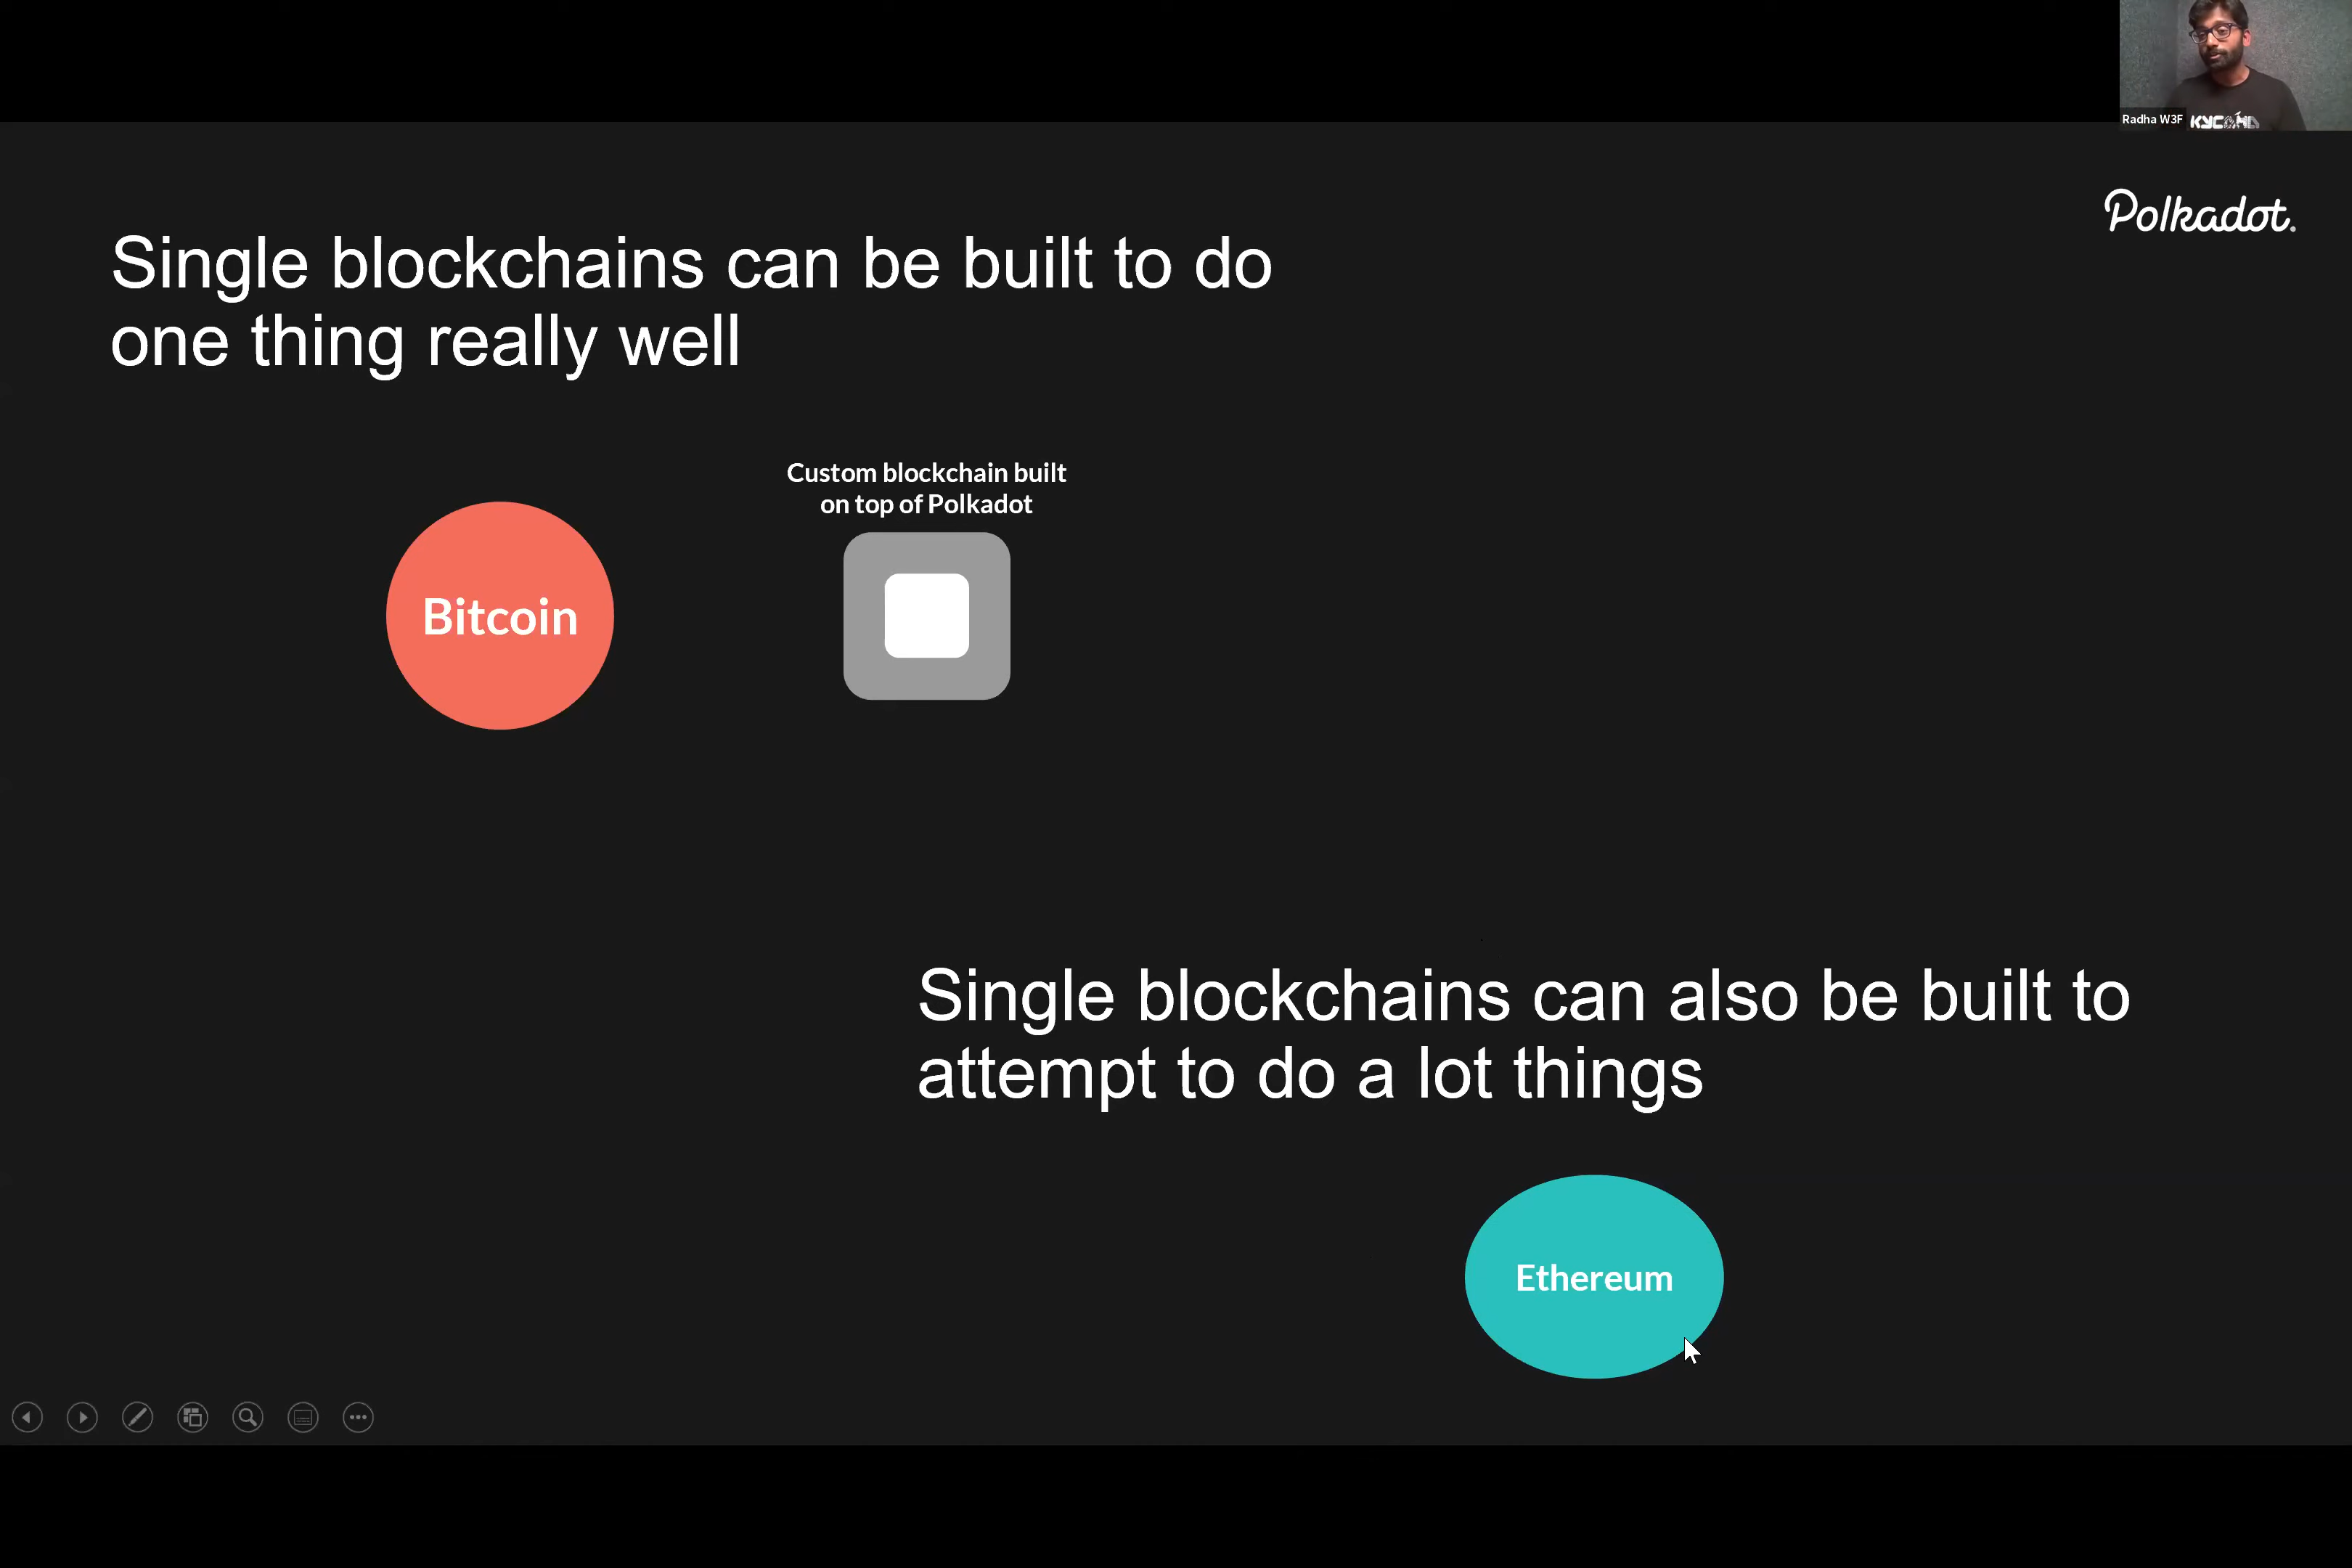 Radha W3F
Polkadot.
Single blockchains can be built to do
one thing really well
Custom blockchain built
on top of Polkadot
Bitcoin
Single blockchains can also be built to
attempt to do a lot things
Ethereum